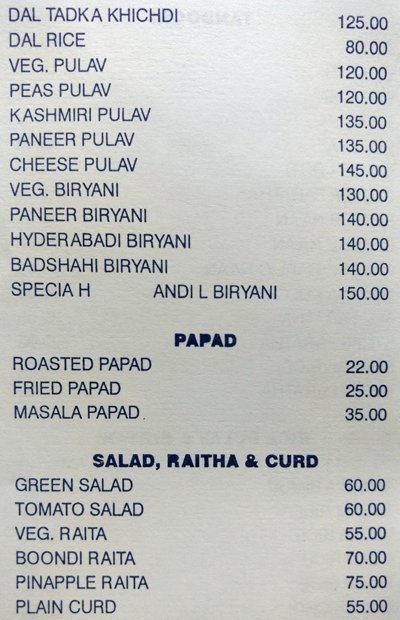 DAL TADKA KHICHDI 125.00
DAL RICE 80.00
VEG. PULAV 120.00
PEAS PULAV 120.00
KASHMIRI PULAV 135.00
PANEER PULAV 135.00
CHEESE PULAV 145.00
VEG. BIRYANI 130.00
PANEER BIRYANI 140.00
HYDERABADI BIRYANI 140.00
BADSHAHI BIRYANI 140.00
SPECIA H ANDI L BIRYANI 150.00
PAPAD
ROASTED PAPAD 22.00
FRIED PAPAD 25.00
MASALA PAPAD. 35.00
SALAD, RAITHA & CURD
GREEN SALAD 60.00
TOMATO SALAD 60.00
VEG. RAITA 55.00
BOONDI RAITA 70.00
PINAPPLE RAITA 75.00
PLAIN CURD 55.00